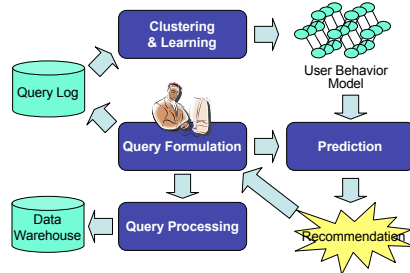 Clustering
& Learning
User Behavior
Model
Query Log
Query Formulation
Prediction
Query Processing
Data
Warehouse
Recommendation